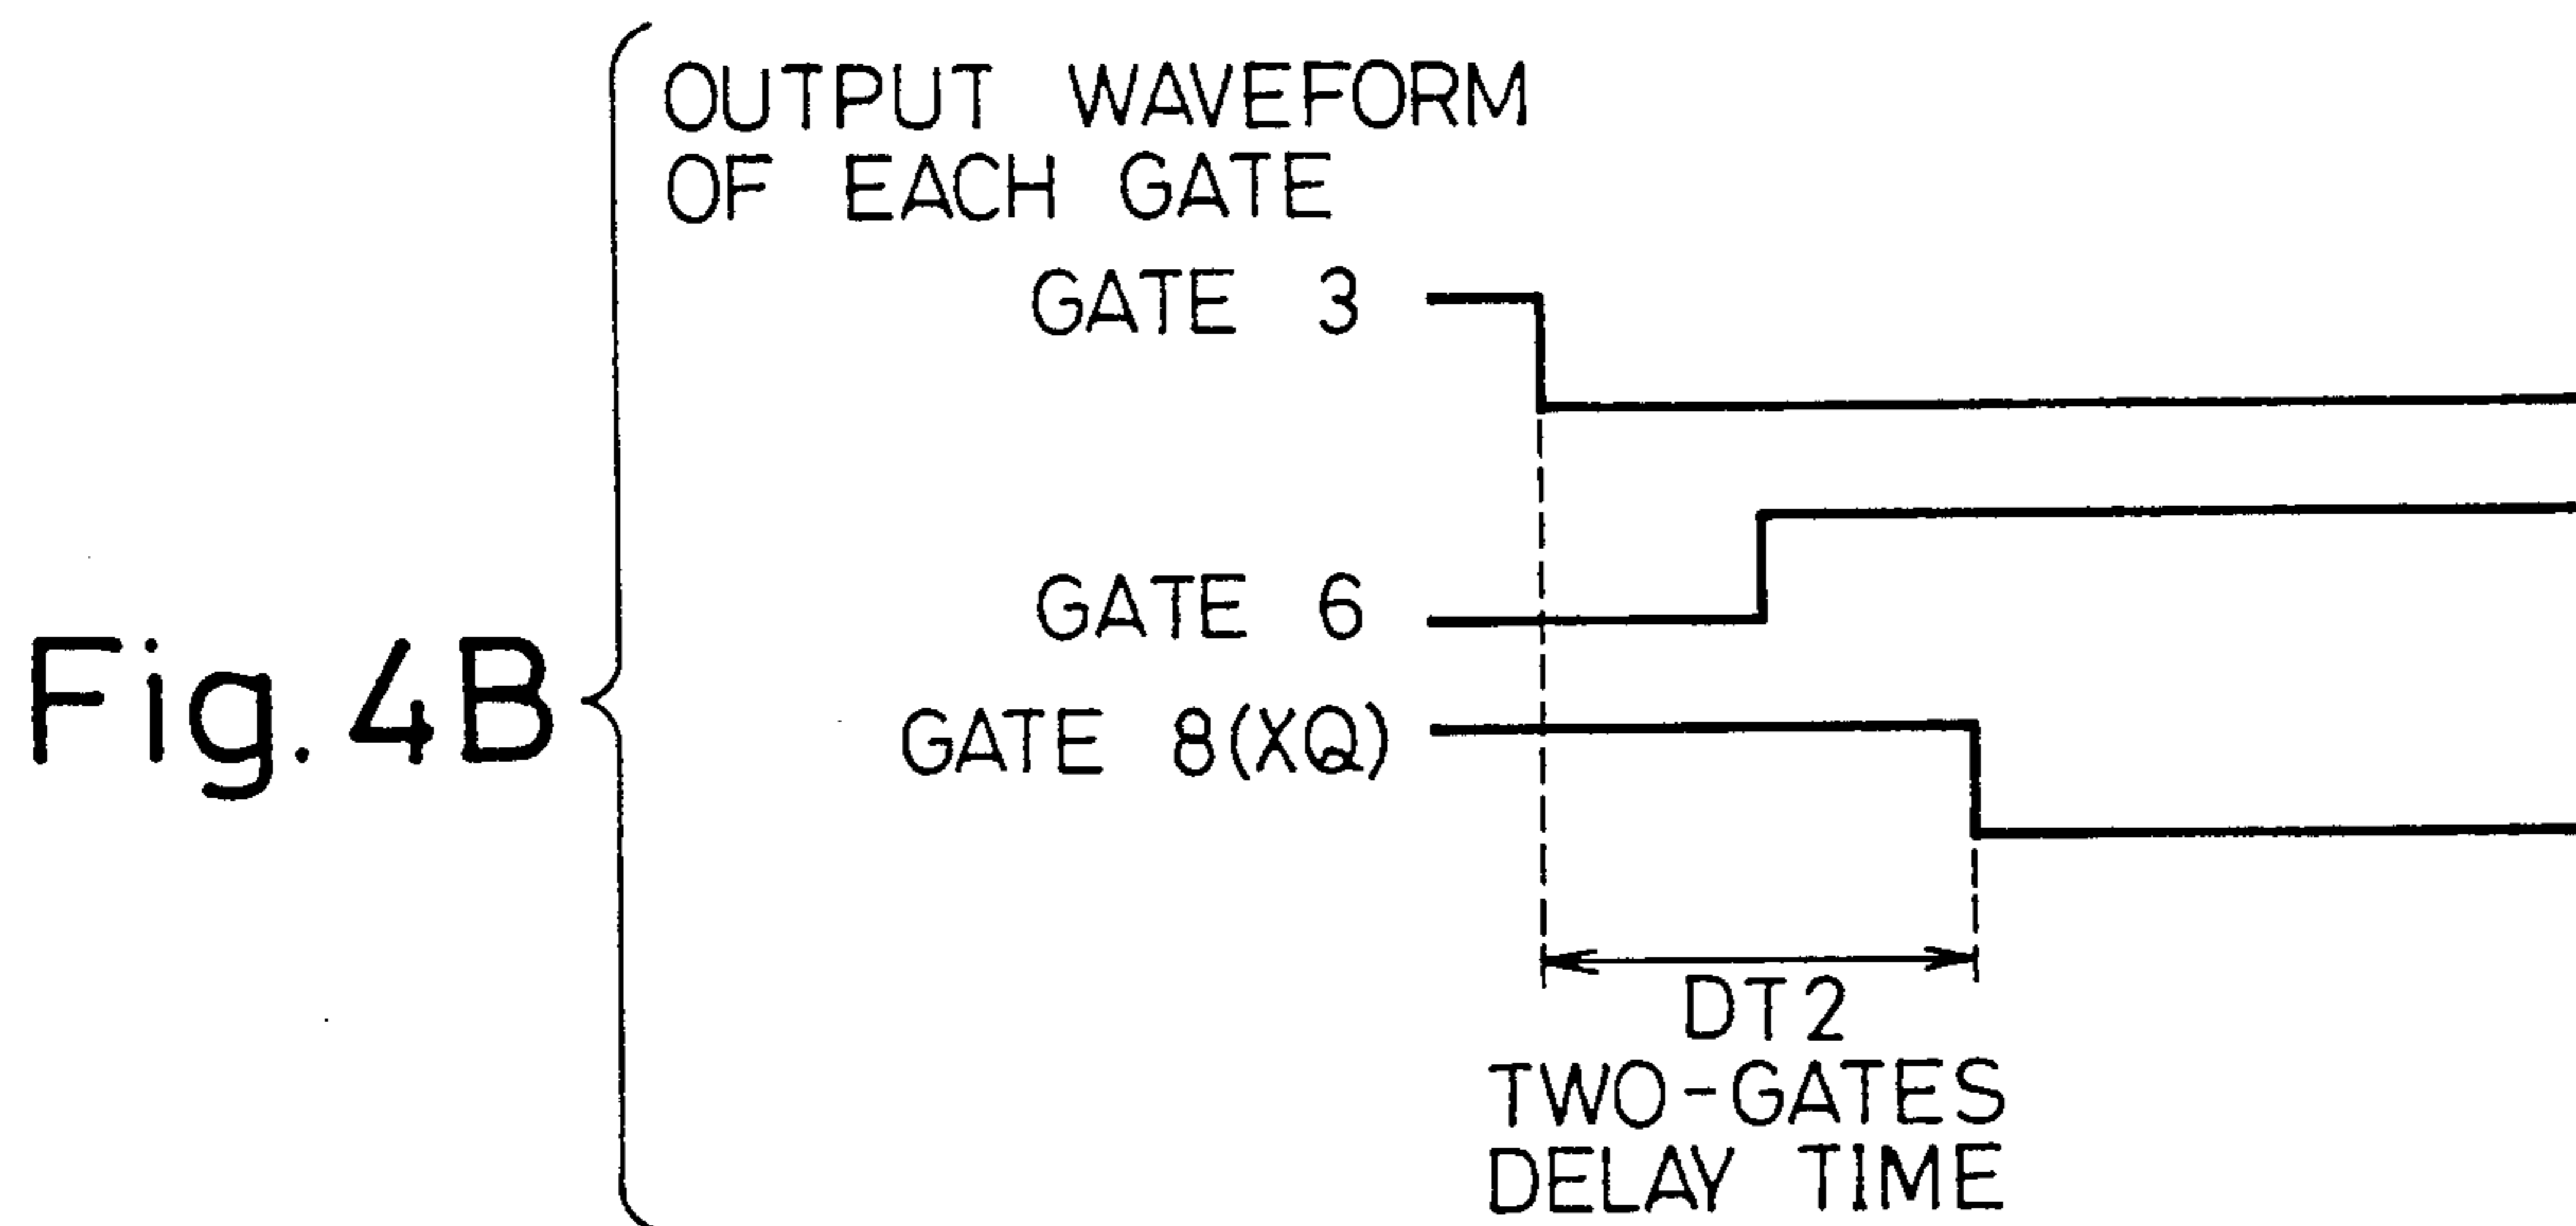 OUTPUT WAVEFORM
OF EACH GATE
GATE 3
GATE 6
Fig. 4B
GATE 8(XQ)
DT2
TWO-GATES
DELAY TIME